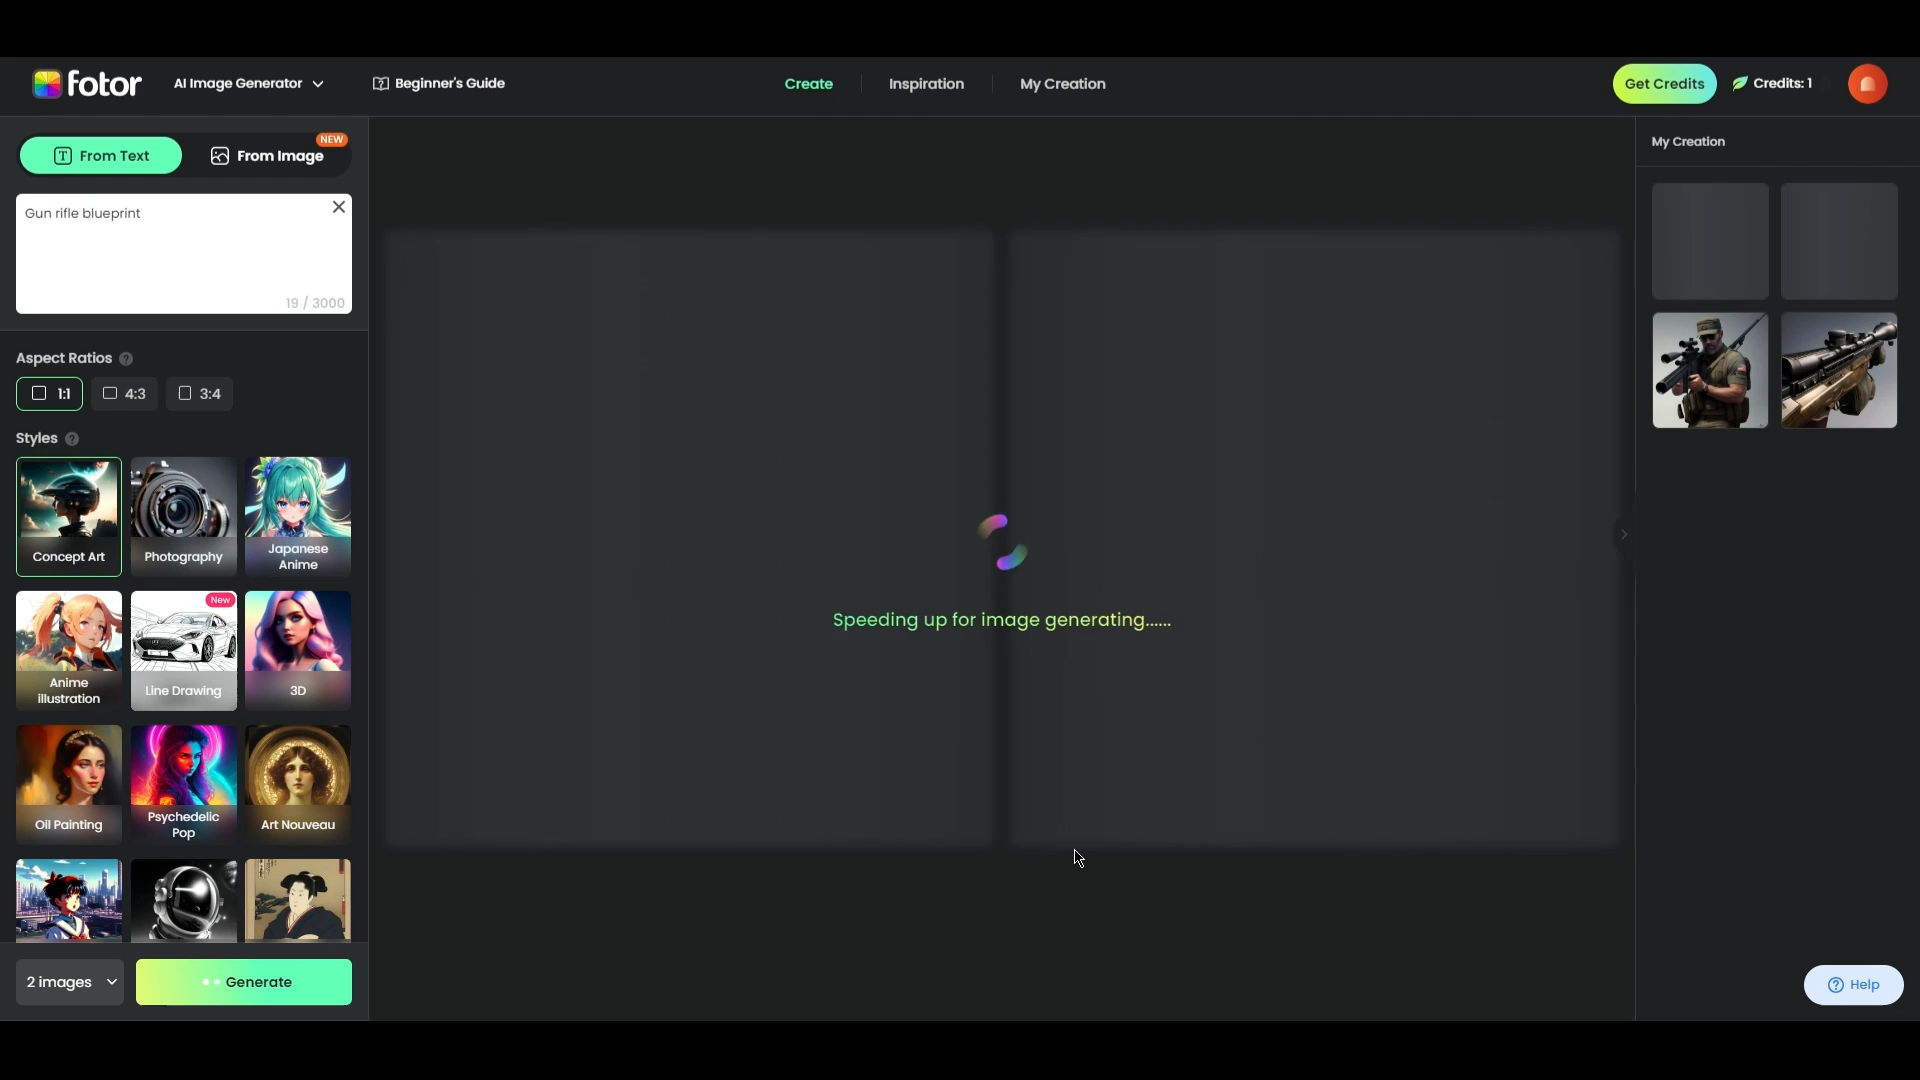 fotor
AI Image Generator
Beginner's Guide
Create
Inspiration
My Creation
Get Credits
Credits: 1
From Text
From Image
NEW
Gun rifle blueprint
19 / 3000
Aspect Ratios
1:1
4:3
3:4
Styles
Concept Art
Photography
Japanese
Anime
Anime
illustration
New
Line Drawing
3D
Oil Painting
Psychedelic
Pop
Art Nouveau
2 images
Generate
Speeding up for image generating......
My Creation
Help